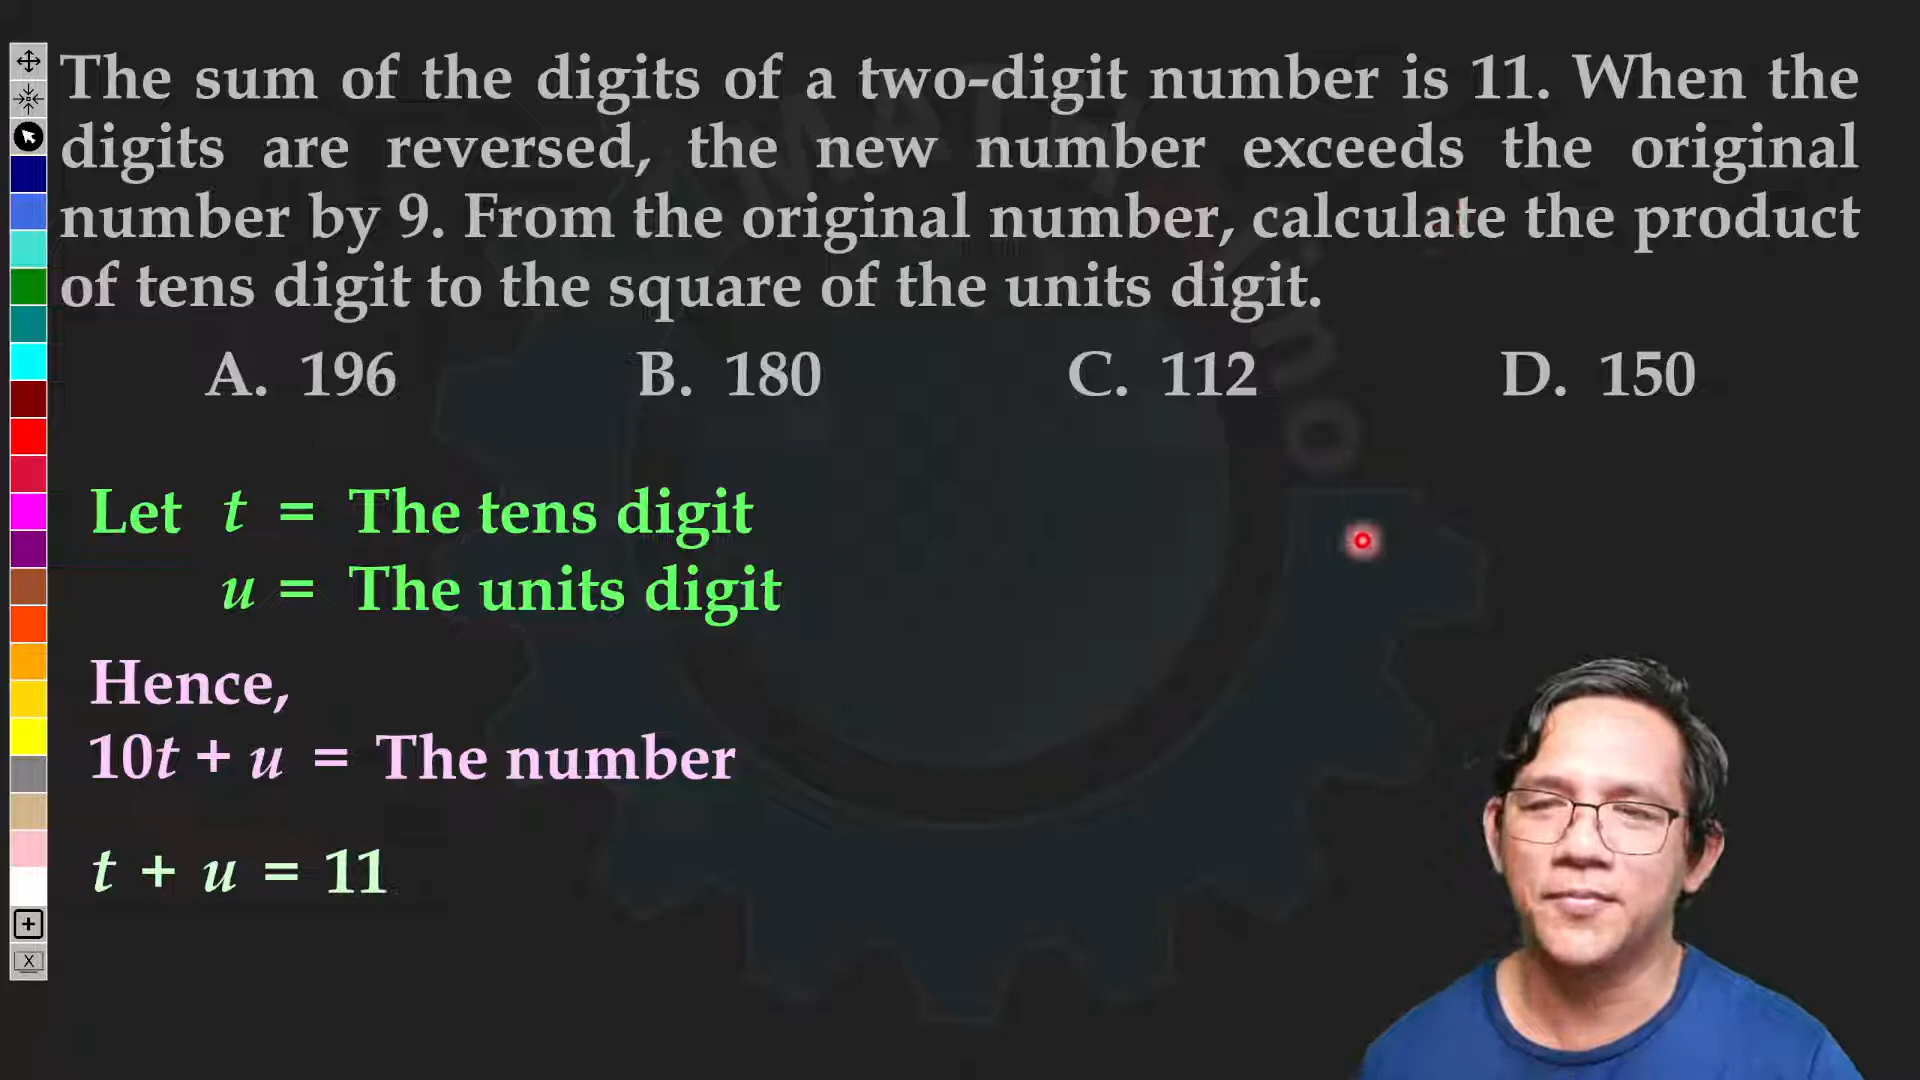 The sum of the digits of a two-digit number is 11. When the
digits are reversed, the new number exceeds the original
number by 9. From the original number, calculate the product
of tens digit to the square of the units digit.
A. 196 B. 180 C. 112 D. 150
Let t = The tens digit
u = The units digit
Hence,
10t + u = The number
t + u = 11